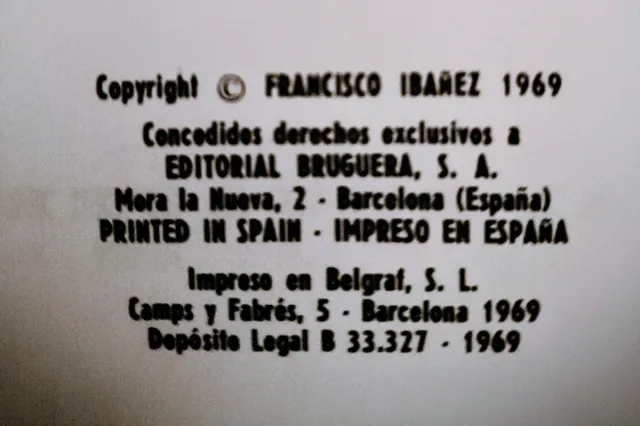 Copyright © FRANCISCO IBAÑEZ 1969
Concedidos derechos exclusivos a
EDITORIAL BRUGUERA, S. A.
Mora la Nueva, 2 - Barcelona (España)
PRINTED IN SPAIN - IMPRESO EN ESPAÑA
Impreso en Belgraf, S. L.
Camps y Fabrés, 5 - Barcelona 1969
Depósito Legal B 33.327 - 1969